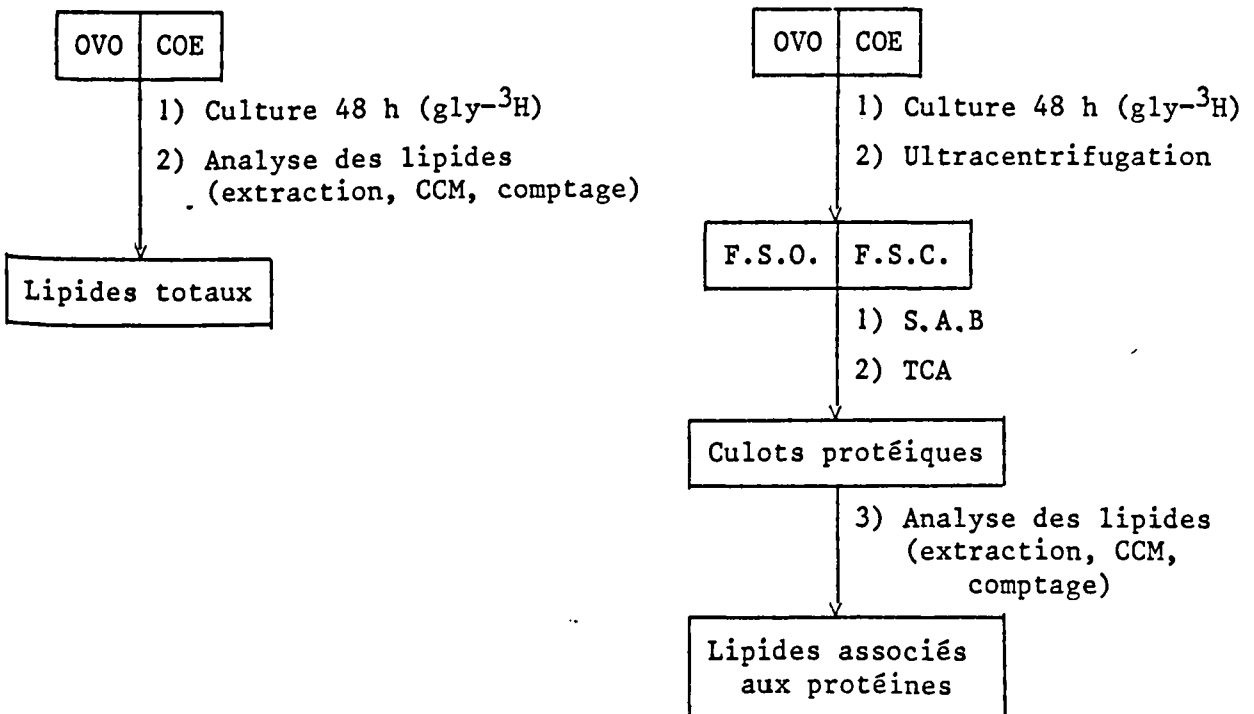 OVO COE
1) Culture 48 h (gly-³H)
2) Analyse des lipides
(extraction, CCM, comptage)
Lipides totaux
OVO COE
1) Culture 48 h (gly-³H)
2) Ultracentrifugation
F.S.O. F.S.C.
1) S.A.B
2) TCA
Culots protéiques
3) Analyse des lipides
(extraction, CCM,
comptage)
Lipides associés
aux protéines